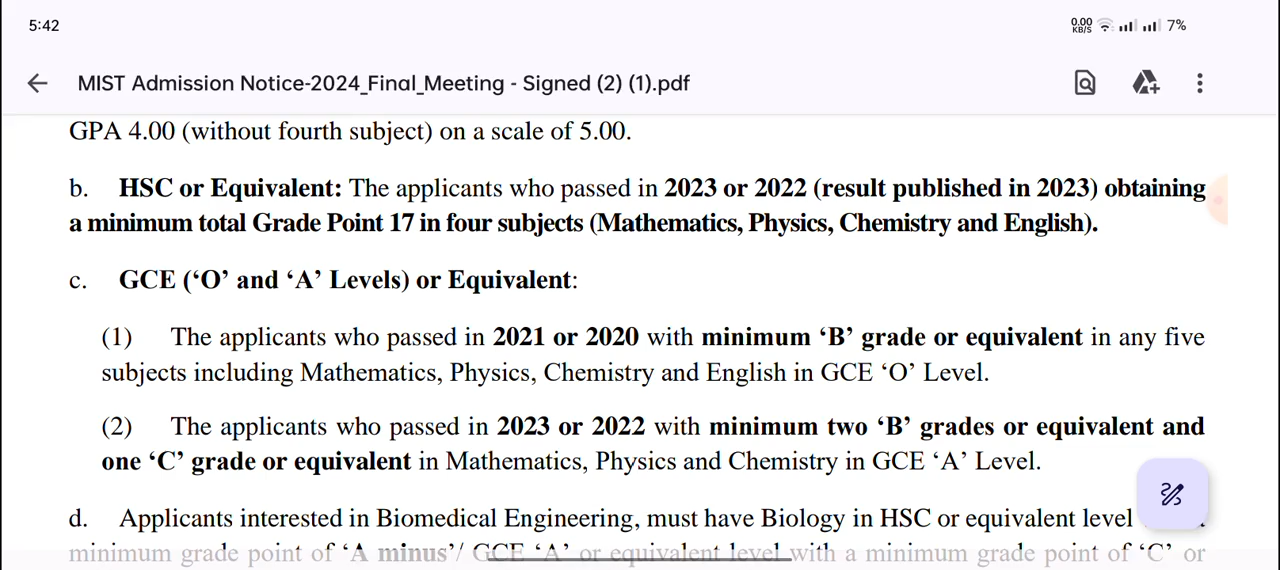 5:42
0.00 KB/S 7%
MIST Admission Notice-2024_Final_Meeting - Signed (2) (1).pdf
GPA 4.00 (without fourth subject) on a scale of 5.00.
b. HSC or Equivalent: The applicants who passed in 2023 or 2022 (result published in 2023) obtaining
a minimum total Grade Point 17 in four subjects (Mathematics, Physics, Chemistry and English).
c. GCE (‘O’ and ‘A’ Levels) or Equivalent:
(1) The applicants who passed in 2021 or 2020 with minimum ‘B’ grade or equivalent in any five
subjects including Mathematics, Physics, Chemistry and English in GCE ‘O’ Level.
(2) The applicants who passed in 2023 or 2022 with minimum two ‘B’ grades or equivalent and
one ‘C’ grade or equivalent in Mathematics, Physics and Chemistry in GCE ‘A’ Level.
d. Applicants interested in Biomedical Engineering, must have Biology in HSC or equivalent level
minimum grade point of ‘A minus’/ GCE ‘A’ or equivalent level with a minimum grade point of ‘C’ or